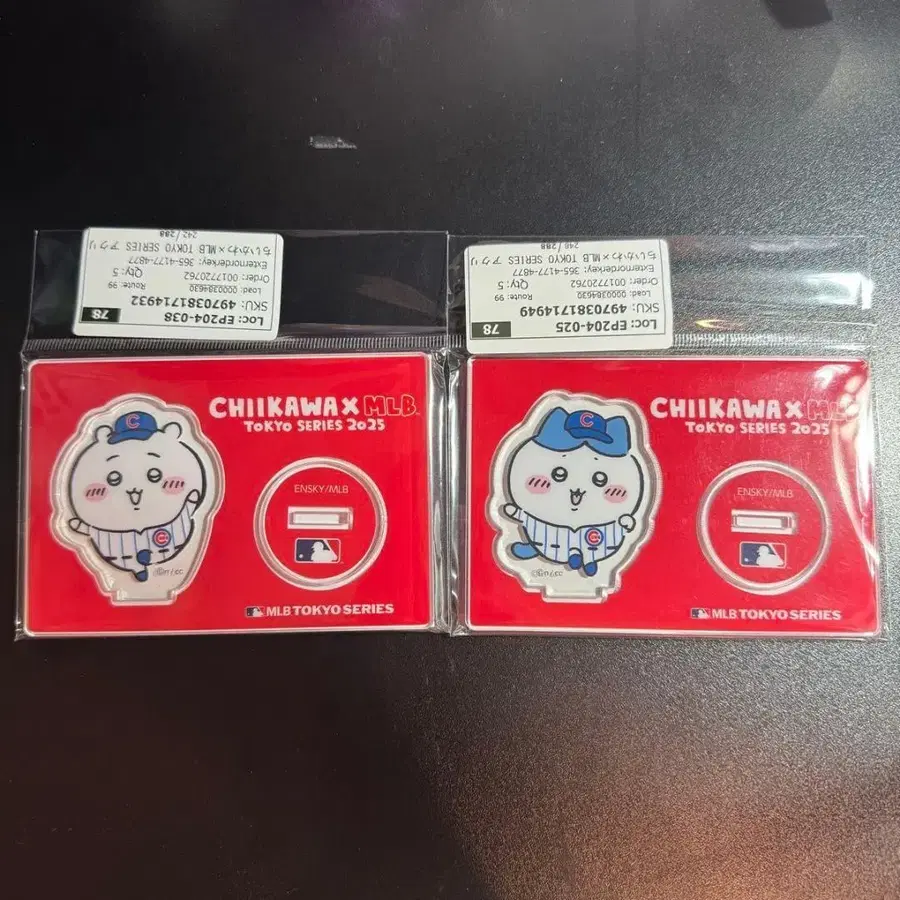 Loc: EP204-038
78
SKU: 4970381714932
Load: 0000384630
Route: 99
Order: 0017720762
Qty: 5
Externorderkey: 365-4177-4877
ちいかわ×MLB TOKYO SERIES アクリ
242 / 288
Loc: EP204-025
78
SKU: 4970381714949
Load: 0000384630
Route: 99
Order: 0017720762
Qty: 5
Externorderkey: 365-4177-4877
ちいかわ×MLB TOKYO SERIES アクリ
246 / 288
CHIIKAWA X MLB
TOKYO SERIES 2025
C
ENSKY/MLB
MLB TOKYO SERIES
CHIIKAWA X MLB
TOKYO SERIES 2025
C
ENSKY/MLB
MLB TOKYO SERIES